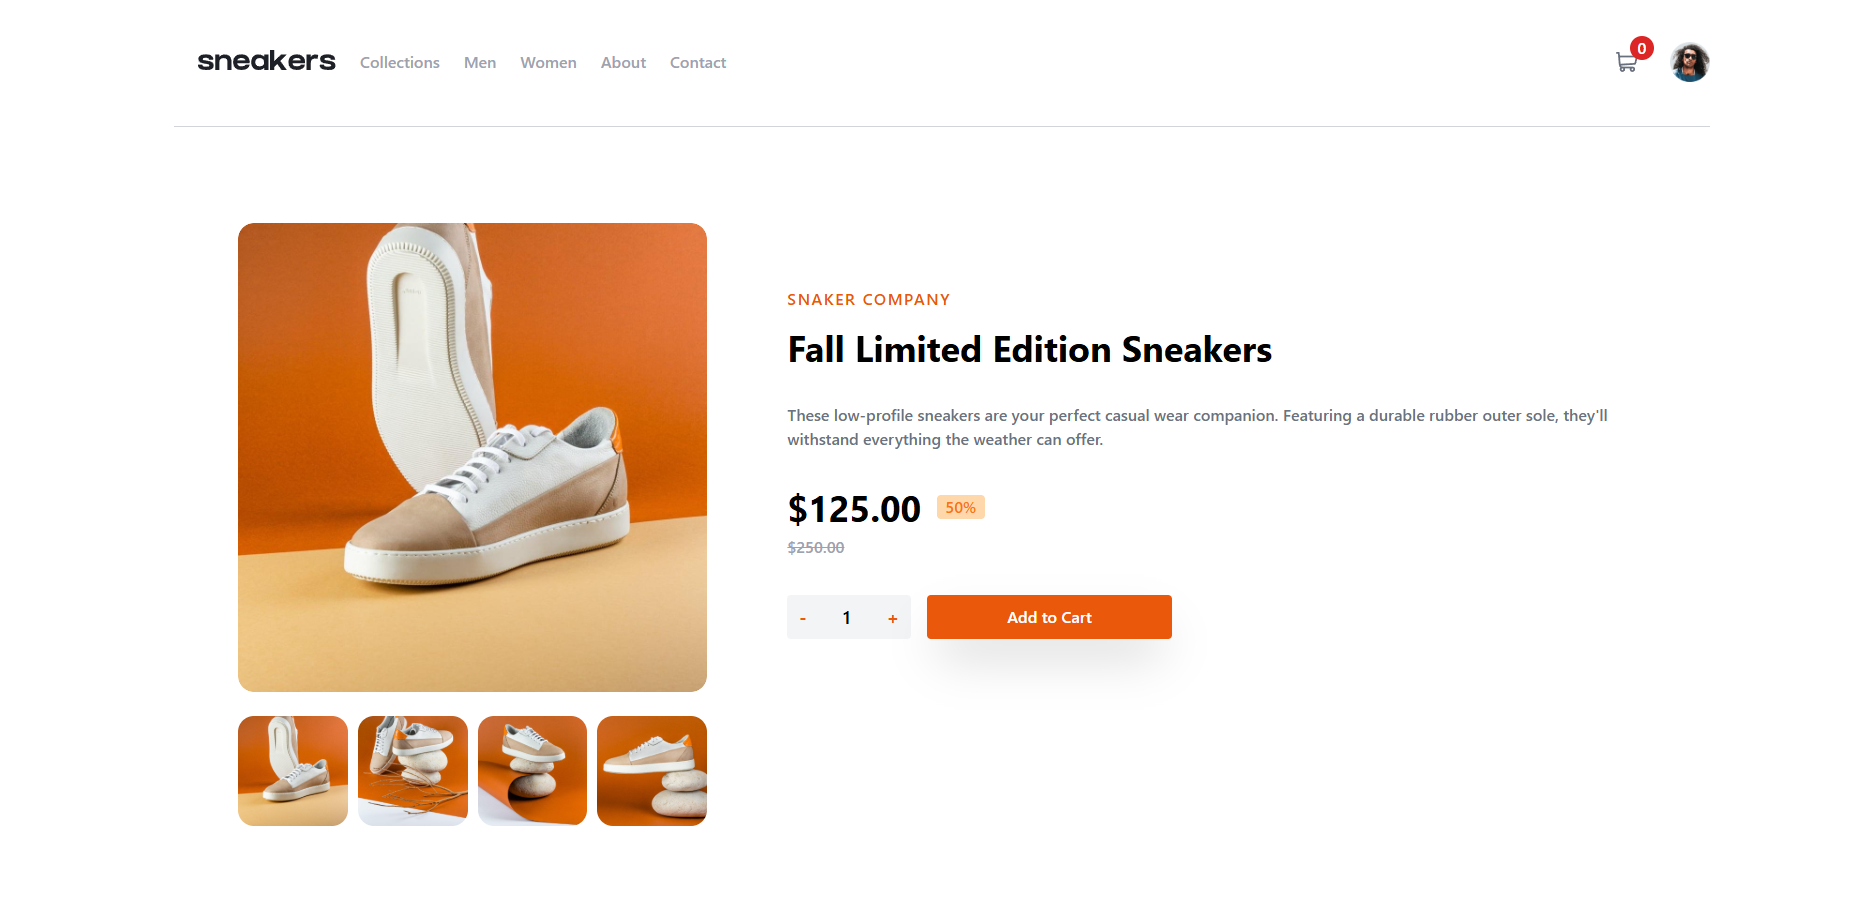 sneakers Collections Men Women About Contact 0
SNAKER COMPANY
Fall Limited Edition Sneakers
These low-profile sneakers are your perfect casual wear companion. Featuring a durable rubber outer sole, they'll
withstand everything the weather can offer.
$125.00 50%
$250.00
- 1 + Add to Cart